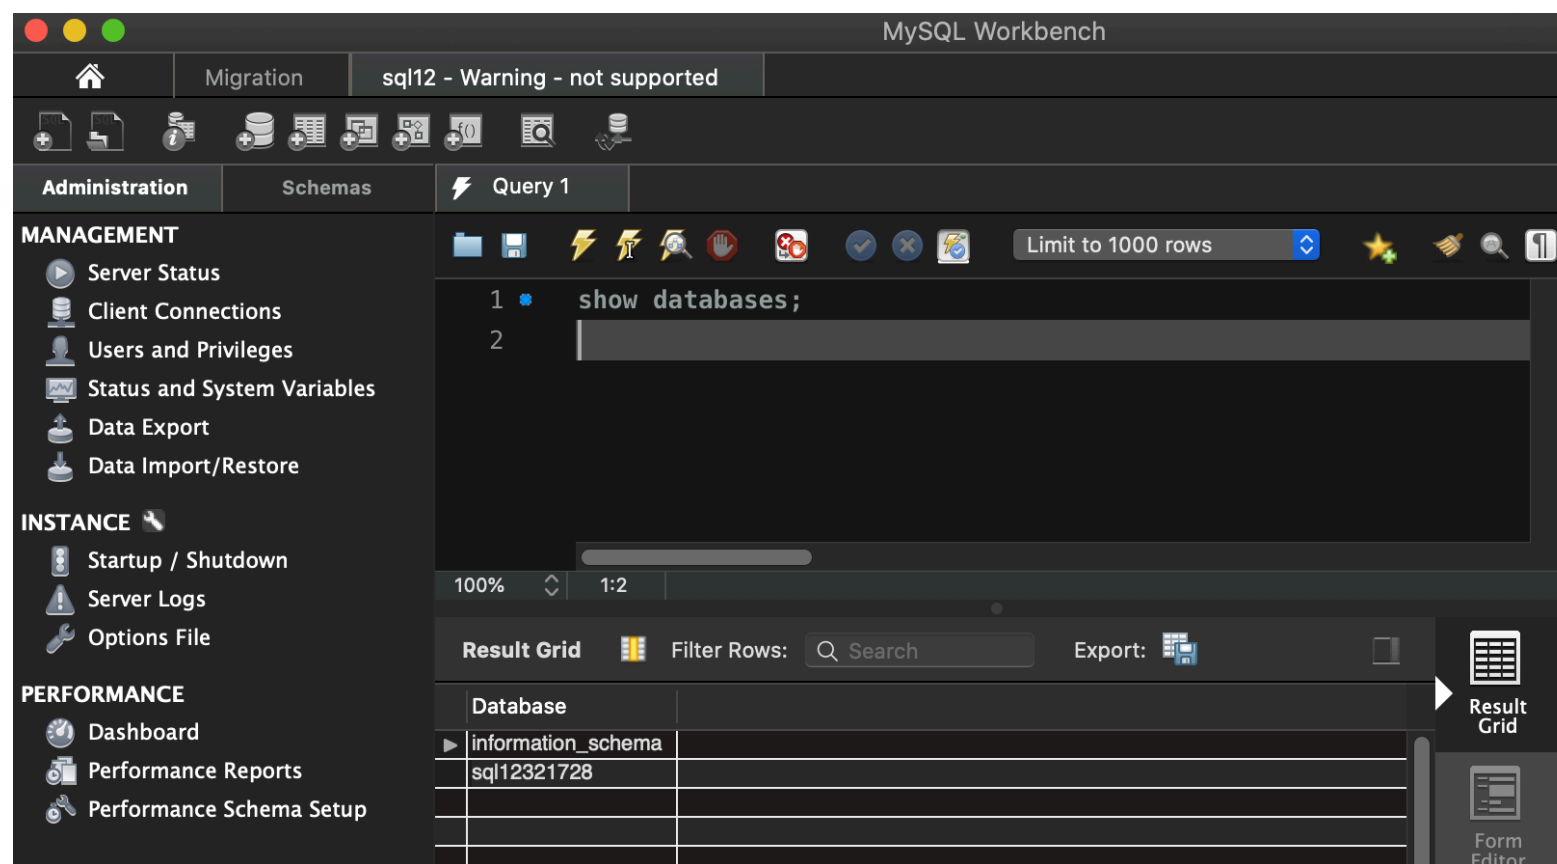 MySQL Workbench
Migration
sql12 - Warning - not supported
Administration
Schemas
Query 1
MANAGEMENT
Server Status
Client Connections
Users and Privileges
Status and System Variables
Data Export
Data Import/Restore
INSTANCE
Startup / Shutdown
Server Logs
Options File
PERFORMANCE
Dashboard
Performance Reports
Performance Schema Setup
Limit to 1000 rows
1 show databases;
2
100% 1:2
Result Grid Filter Rows: Search Export:
Database
information_schema
sql12321728
Result
Grid
Form
Editor